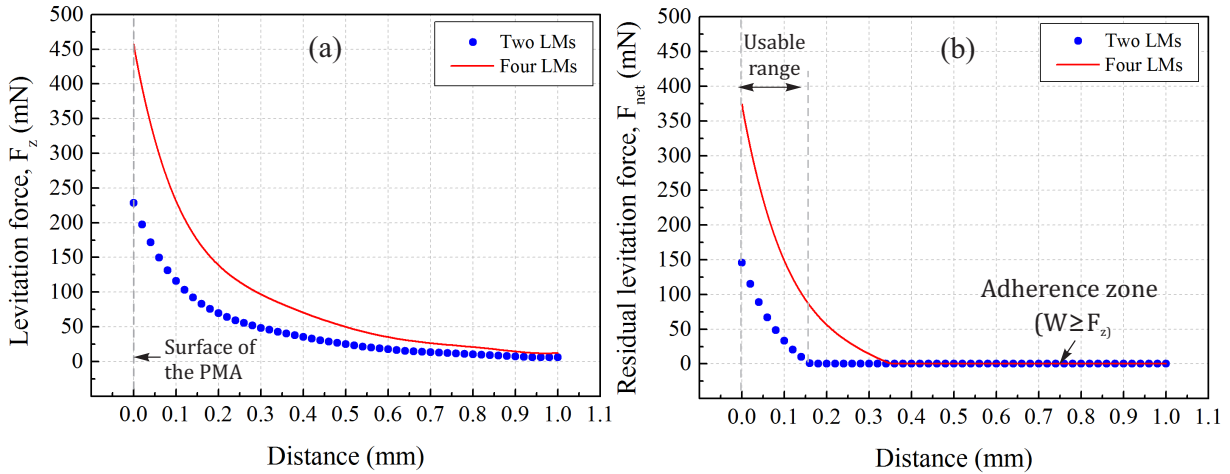 (a)
Two LMs
Four LMs
500
450
400
350
300
250
200
150
100
50
0
Levitation force, F_z (mN)
Surface of
the PMA
0.0 0.1 0.2 0.3 0.4 0.5 0.6 0.7 0.8 0.9 1.0 1.1
Distance (mm)
(b)
Two LMs
Four LMs
Usable
range
500
450
400
350
300
250
200
150
100
50
0
Residual levitation force, F_net (mN)
Adherence zone
(W≥F_z)
0.0 0.1 0.2 0.3 0.4 0.5 0.6 0.7 0.8 0.9 1.0 1.1
Distance (mm)